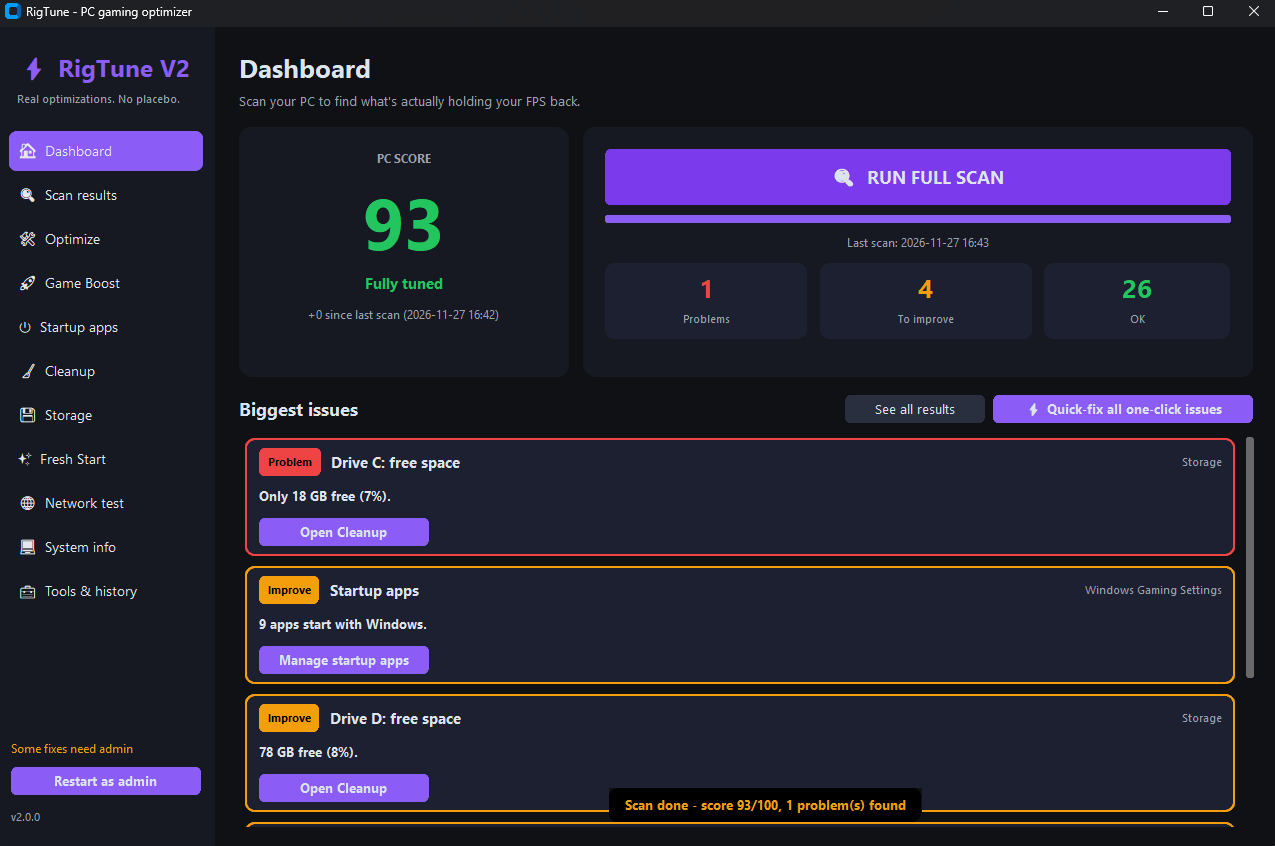 RigTune - PC gaming optimizer
RigTune V2
Real optimizations. No placebo.
Dashboard
Scan results
Optimize
Game Boost
Startup apps
Cleanup
Storage
Fresh Start
Network test
System info
Tools & history
Some fixes need admin
Restart as admin
v2.0.0
Dashboard
Scan your PC to find what's actually holding your FPS back.
PC SCORE
93
Fully tuned
+0 since last scan (2026-11-27 16:42)
RUN FULL SCAN
Last scan: 2026-11-27 16:43
1
Problems
4
To improve
26
OK
Biggest issues
See all results
Quick-fix all one-click issues
Problem Drive C: free space Storage
Only 18 GB free (7%).
Open Cleanup
Improve Startup apps Windows Gaming Settings
9 apps start with Windows.
Manage startup apps
Improve Drive D: free space Storage
78 GB free (8%).
Open Cleanup
Scan done - score 93/100, 1 problem(s) found